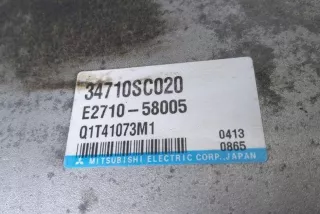 34710SC020
E2710-58005
Q1T41073M1 0413
0865
MITSUBISHI ELECTRIC CORP., JAPAN